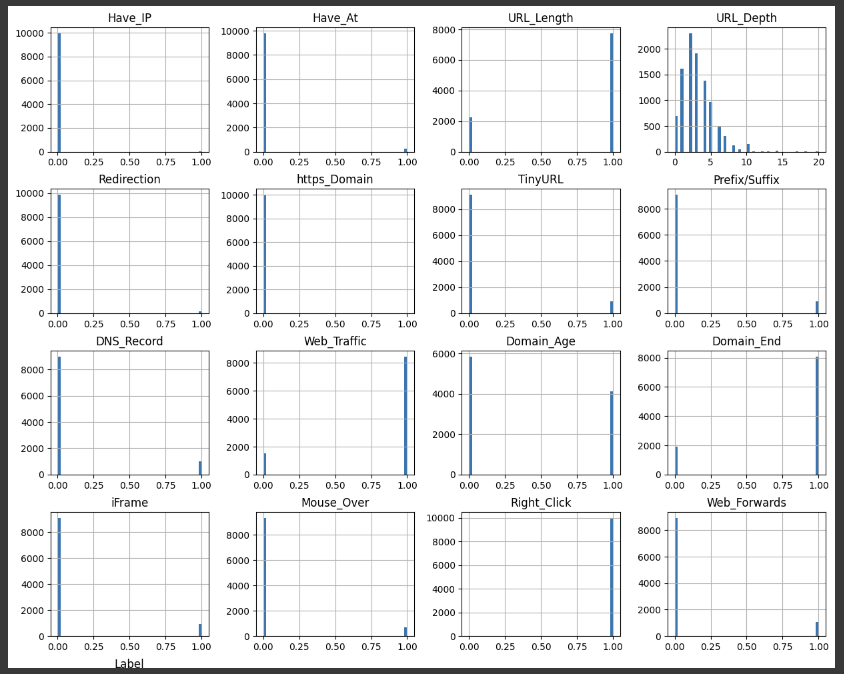 Have_IP Have_At URL_Length URL_Depth
10000 10000 8000
8000 8000 6000 2000
6000 6000 4000 1500
4000 4000 1000
2000 2000 2000 500
0 0 0 0
0.00 0.25 0.50 0.75 1.00 0.00 0.25 0.50 0.75 1.00 0.00 0.25 0.50 0.75 1.00 0 5 10 15 20
Redirection https_Domain TinyURL Prefix/Suffix
10000 10000
8000 8000 8000 8000
6000 6000 6000 6000
4000 4000 4000 4000
2000 2000 2000 2000
0 0 0 0
0.00 0.25 0.50 0.75 1.00 0.00 0.25 0.50 0.75 1.00 0.00 0.25 0.50 0.75 1.00 0.00 0.25 0.50 0.75 1.00
DNS_Record Web_Traffic Domain_Age Domain_End
8000 8000 6000 8000
6000 6000 4000 6000
4000 4000 4000
2000 2000 2000 2000
0 0 0 0
0.00 0.25 0.50 0.75 1.00 0.00 0.25 0.50 0.75 1.00 0.00 0.25 0.50 0.75 1.00 0.00 0.25 0.50 0.75 1.00
iFrame Mouse_Over Right_Click Web_Forwards
10000
8000 8000 8000 8000
6000 6000 6000 6000
4000 4000 4000 4000
2000 2000 2000 2000
0 0 0 0
0.00 0.25 0.50 0.75 1.00 0.00 0.25 0.50 0.75 1.00 0.00 0.25 0.50 0.75 1.00 0.00 0.25 0.50 0.75 1.00
Label